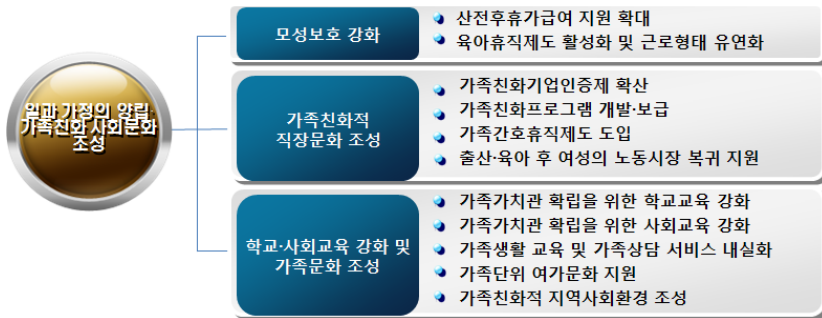 일과 가정의 양립,
가족친화 사회문화
조성
모성보호 강화
산전후휴가급여 지원 확대
육아휴직제도 활성화 및 근로형태 유연화
가족친화적
직장문화 조성
가족친화기업인증제 확산
가족친화프로그램 개발·보급
가족간호휴직제도 도입
출산·육아 후 여성의 노동시장 복귀 지원
학교·사회교육 강화 및
가족문화 조성
가족가치관 확립을 위한 학교교육 강화
가족가치관 확립을 위한 사회교육 강화
가족생활 교육 및 가족상담 서비스 내실화
가족단위 여가문화 지원
가족친화적 지역사회환경 조성